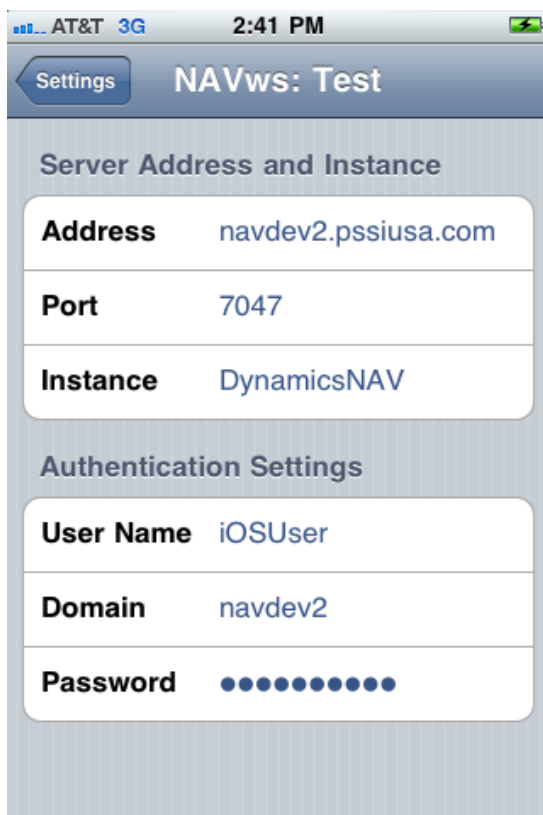 AT&T 3G 2:41 PM
Settings NAVws: Test
Server Address and Instance
Address navdev2.pssiusa.com
Port 7047
Instance DynamicsNAV
Authentication Settings
User Name iOSUser
Domain navdev2
Password ●●●●●●●●●●